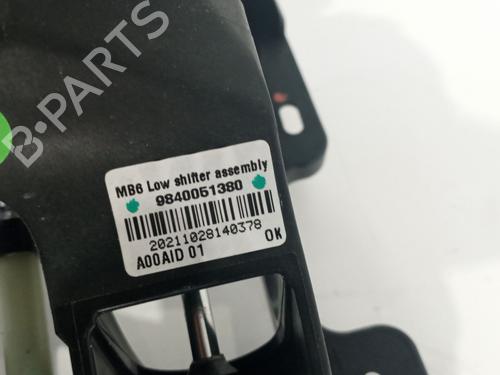 B-PARTS
MB6 Low shifter assembly
9840051380
20211028140378
A00AID 01 OK